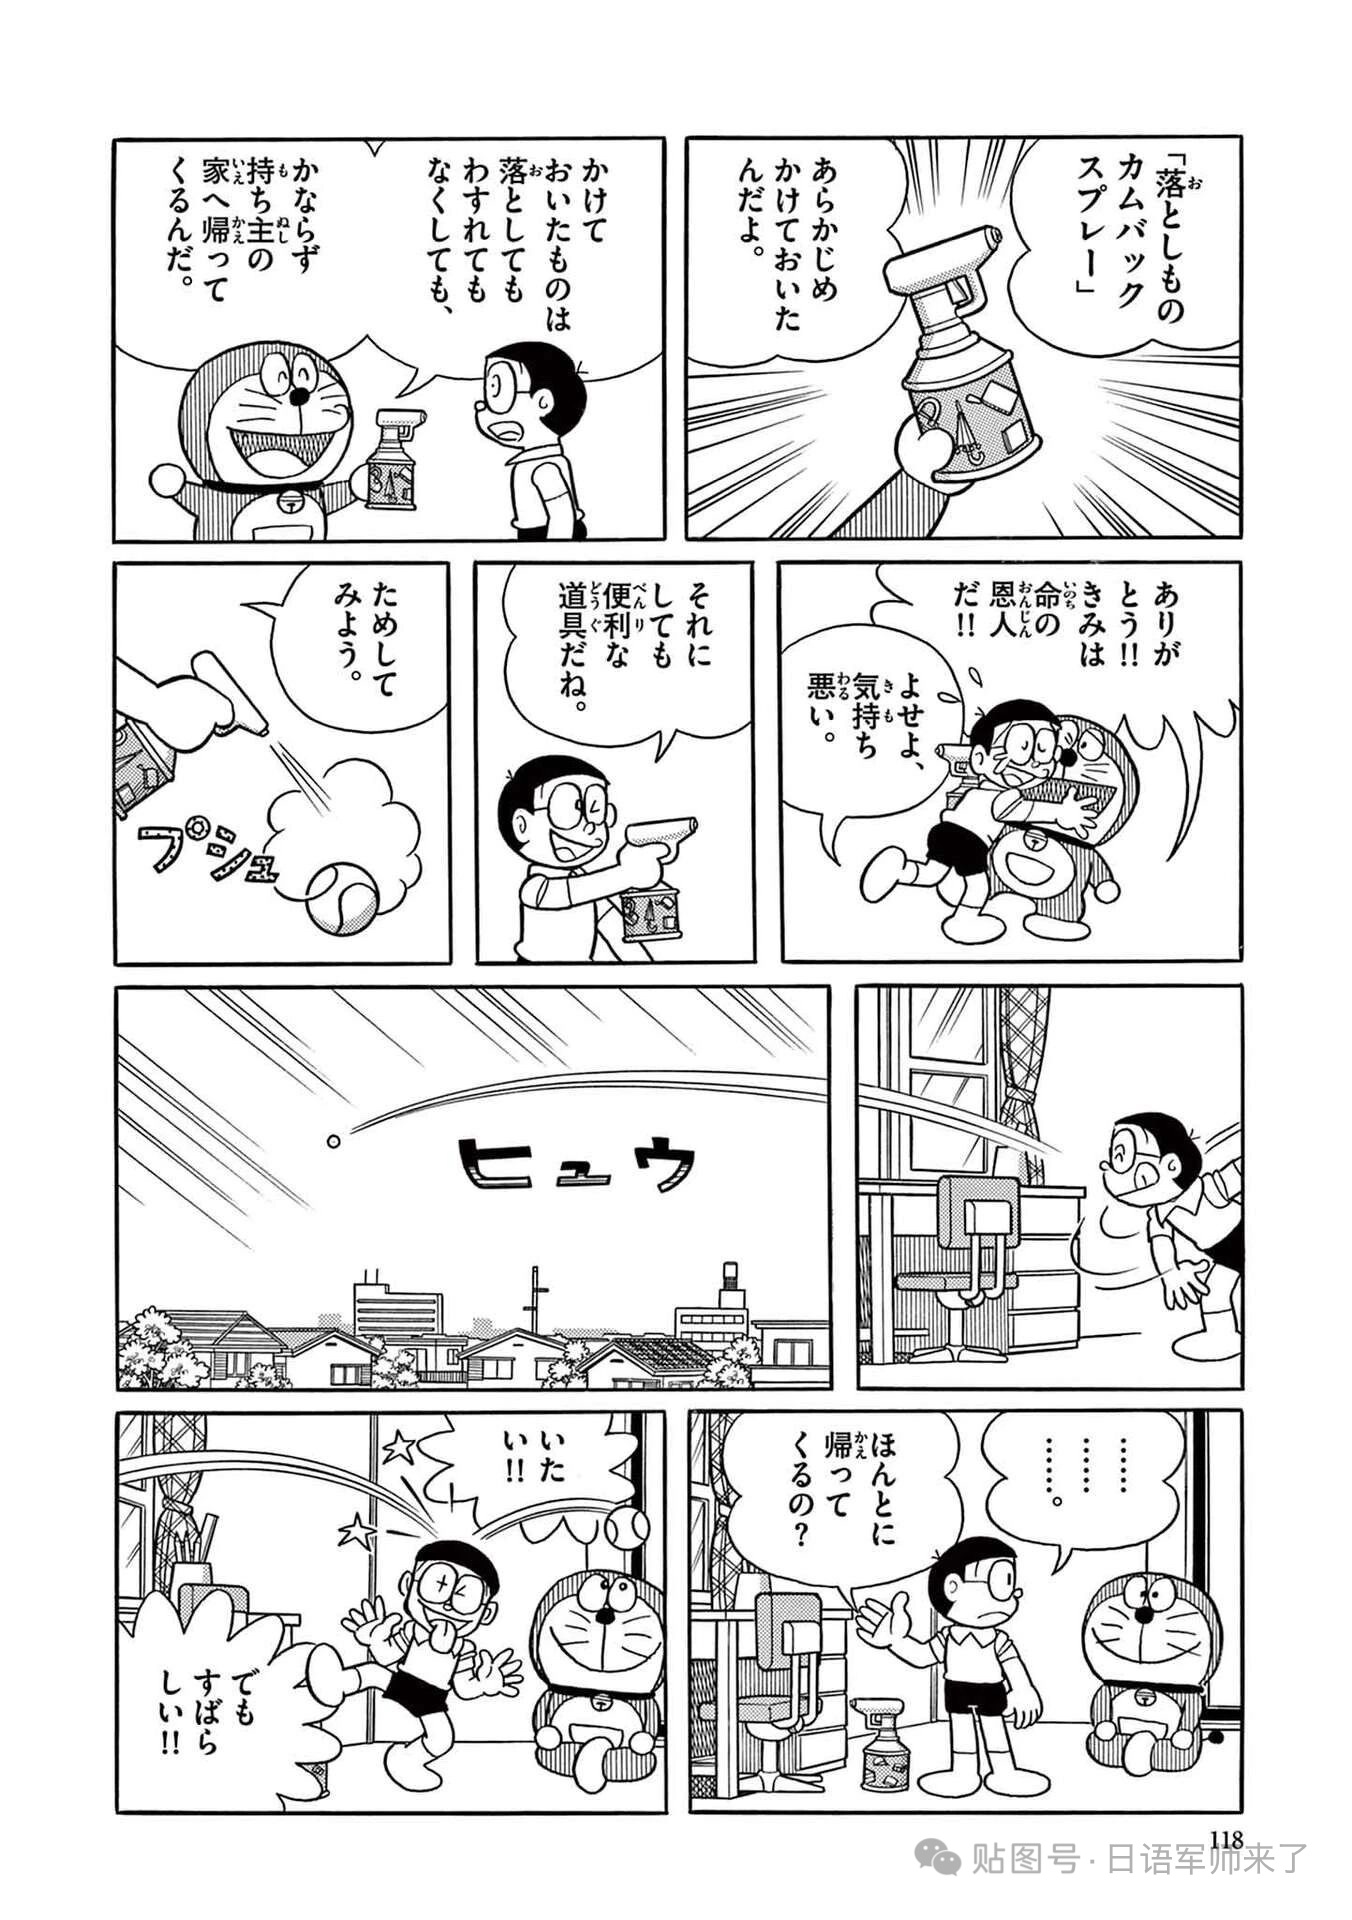 「落としもの
カムバック
スプレー」
あらかじめ
かけておいた
んだよ。
かけて
おいたものは
落としても
わすれても
なくしても、
かならず
持ち主の
家へ帰って
くるんだ。
ありが
とう!!
きみは
命の
恩人
だ!!
よせよ、
気持ち
悪い。
それに
しても
便利な
道具だね。
ためして
みよう。
プシュ
ヒュウ
………
………。
ほんとに
帰って
くるの?
いた
い!!
でも
すばら
しい!!
118
贴图号·日语军师来了